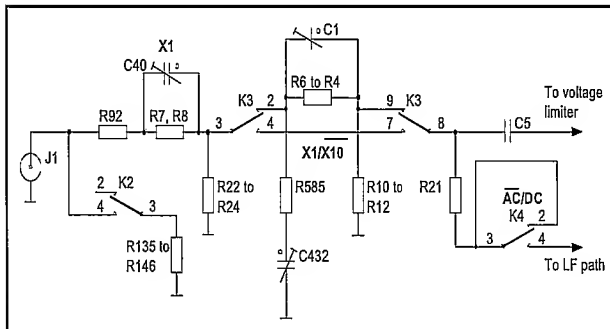 C1
X1
C40
R6 to R4
To voltage
limiter
R92
R7, R8
3
K3
2
4
9
7
K3
8
C5
X1/X̅1̅0̅
J1
2
4
K2
3
R22 to
R24
R585
R10 to
R12
R21
A̅C̅/DC
K4
2
3
4
R135 to
R146
C432
To LF path